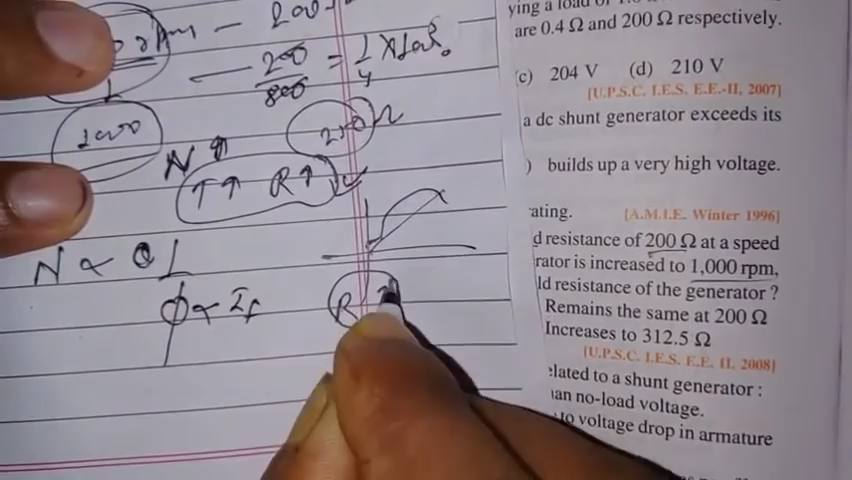 200
200
800 = 1
4
1000
250 Ω
N ↑
T↑ R↑
N ∝ 1
ϕ ∝ If
R
ying a load of
are 0.4 Ω and 200 Ω respectively.
(c) 204 V (d) 210 V
[U.P.S.C. I.E.S. E.E.-II, 2007]
a dc shunt generator exceeds its
) builds up a very high voltage.
ating. [A.M.I.E. Winter 1996]
d resistance of 200 Ω at a speed
rator is increased to 1,000 rpm,
ld resistance of the generator ?
Remains the same at 200 Ω
Increases to 312.5 Ω
[U.P.S.C. I.E.S. E.E. II, 2008]
elated to a shunt generator :
an no-load voltage.
to voltage drop in armature